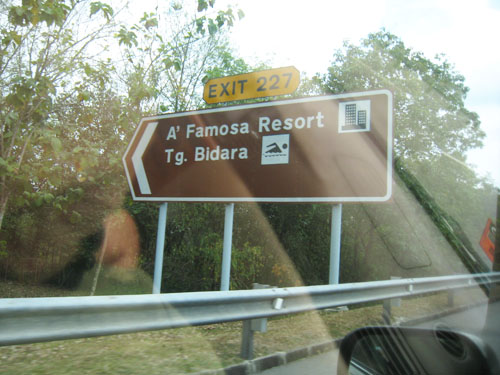 EXIT 227
A' Famosa Resort
Tg. Bidara